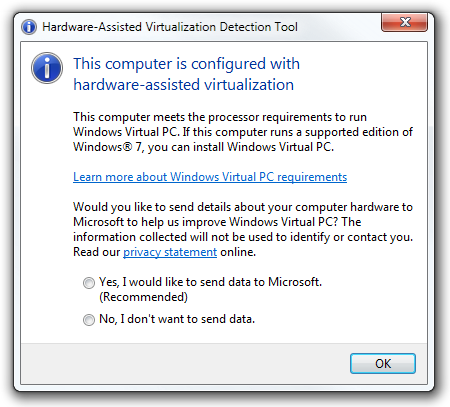 Hardware-Assisted Virtualization Detection Tool
This computer is configured with
hardware-assisted virtualization
This computer meets the processor requirements to run
Windows Virtual PC. If this computer runs a supported edition of
Windows® 7, you can install Windows Virtual PC.
Learn more about Windows Virtual PC requirements
Would you like to send details about your computer hardware to
Microsoft to help us improve Windows Virtual PC? The
information collected will not be used to identify or contact you.
Read our privacy statement online.
Yes, I would like to send data to Microsoft.
(Recommended)
No, I don't want to send data.
OK